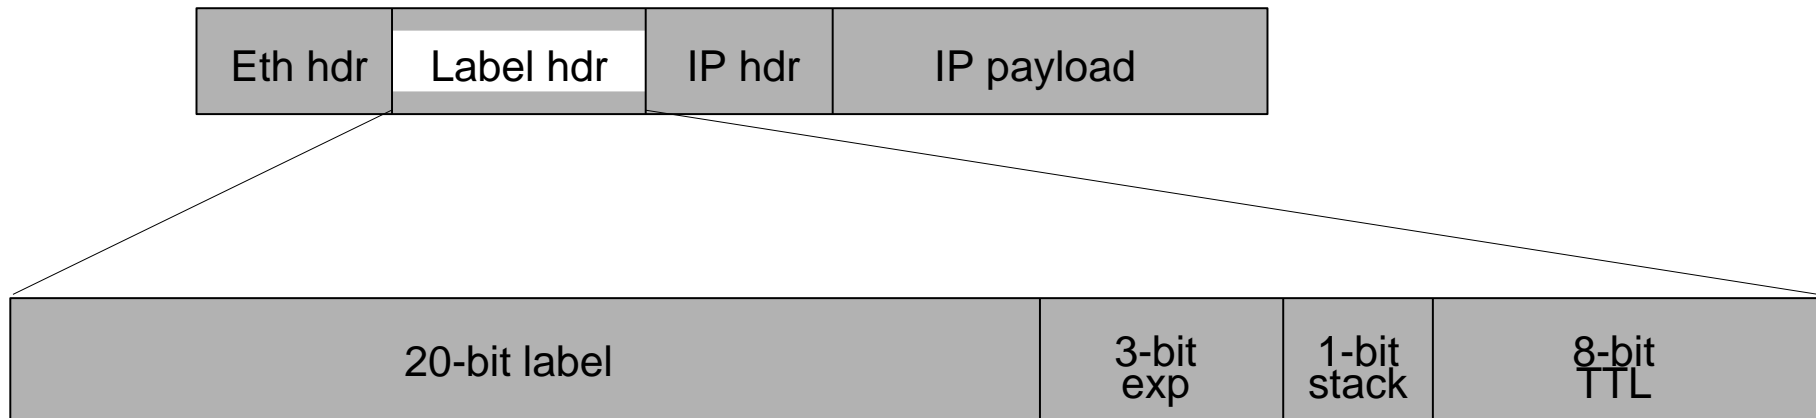 Eth hdr
Label hdr
IP hdr
IP payload
20-bit label
3-bit
exp
1-bit
stack
8-bit
TTL